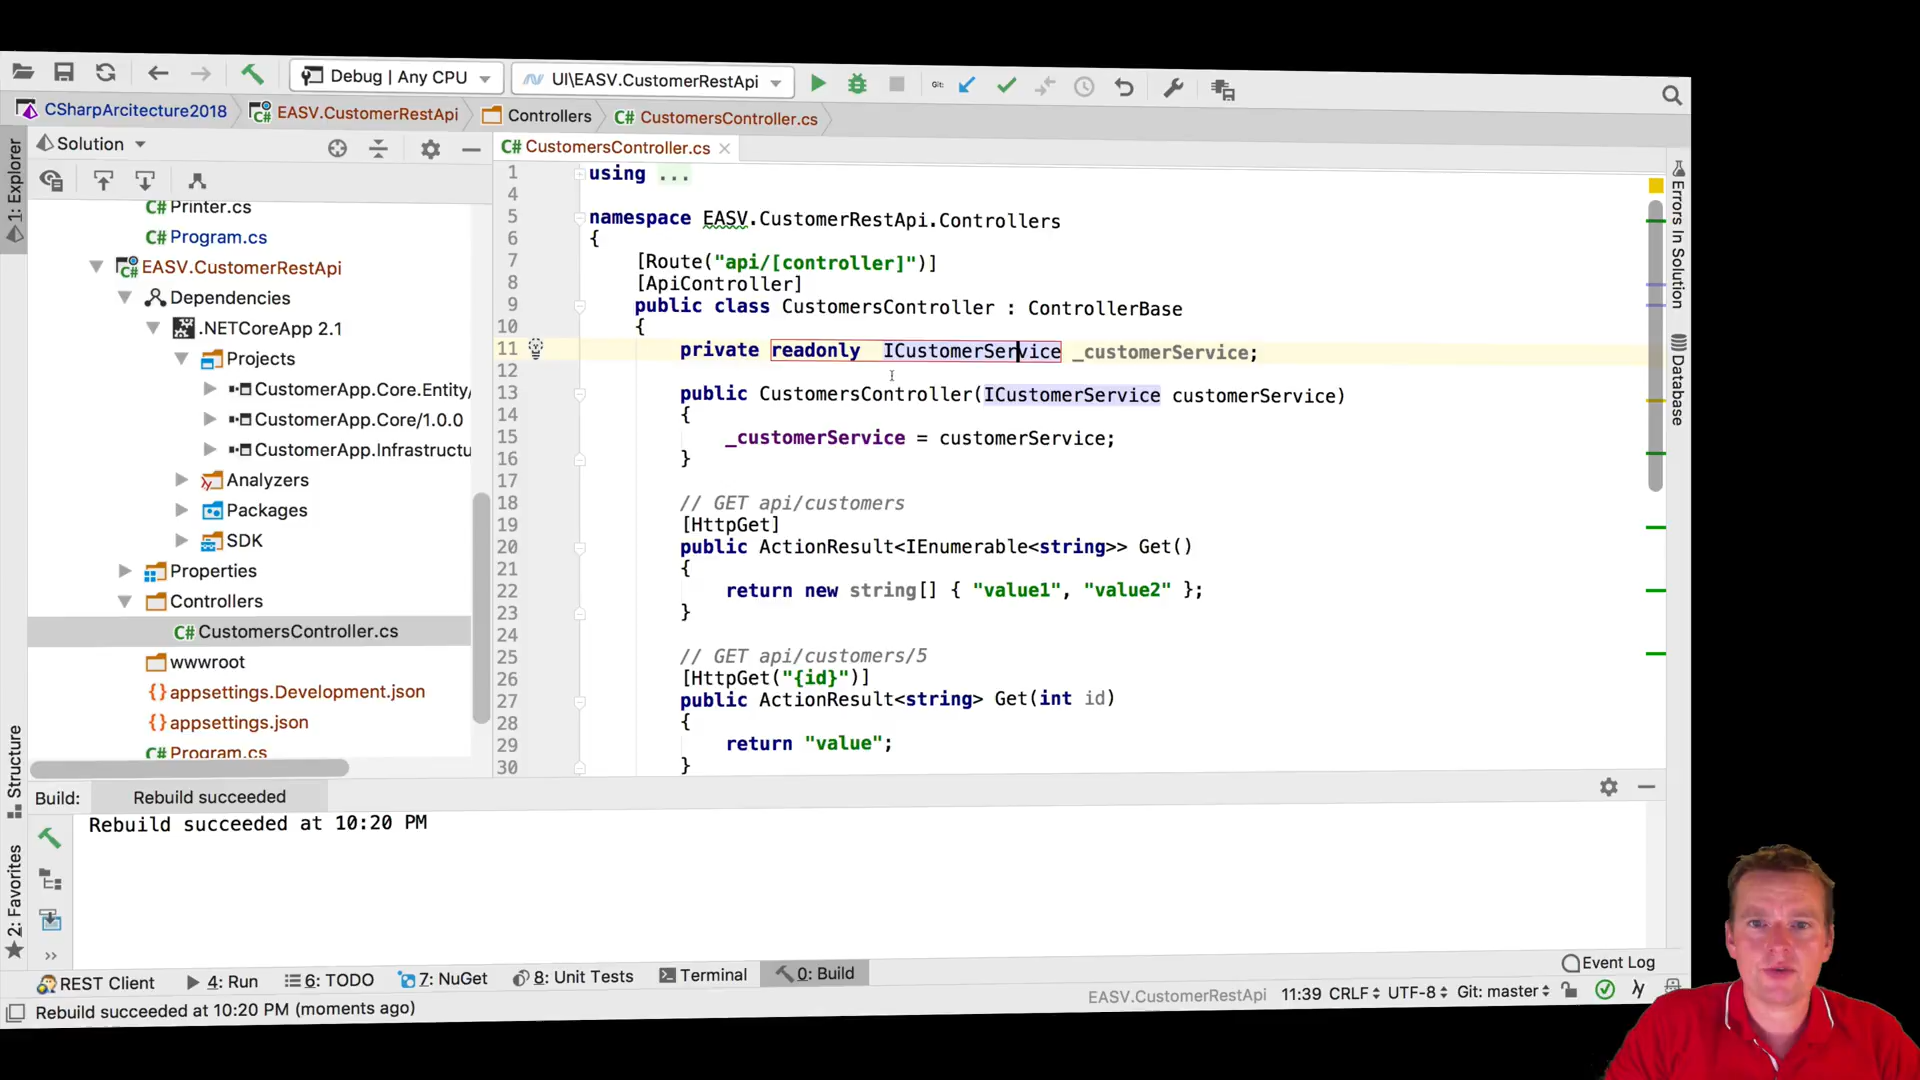 Debug | Any CPU
UI\EASV.CustomerRestApi
Git:
CSharpArcitecture2018
EASV.CustomerRestApi
Controllers
C# CustomersController.cs
1: Explorer
Solution
C# CustomersController.cs
C# Printer.cs
C# Program.cs
C# EASV.CustomerRestApi
Dependencies
.NETCoreApp 2.1
Projects
CustomerApp.Core.Entity/
CustomerApp.Core/1.0.0
CustomerApp.Infrastructu
Analyzers
Packages
SDK
Properties
Controllers
C# CustomersController.cs
wwwroot
{} appsettings.Development.json
{} appsettings.json
C# Program.cs
Structure
2: Favorites
1 using ...
4
5 namespace EASV.CustomerRestApi.Controllers
6 {
7 [Route("api/[controller]")]
8 [ApiController]
9 public class CustomersController : ControllerBase
10 {
11 private readonly ICustomerService _customerService;
12
13 public CustomersController(ICustomerService customerService)
14 {
15 _customerService = customerService;
16 }
17
18 // GET api/customers
19 [HttpGet]
20 public ActionResult<IEnumerable<string>> Get()
21 {
22 return new string[] { "value1", "value2" };
23 }
24
25 // GET api/customers/5
26 [HttpGet("{id}")]
27 public ActionResult<string> Get(int id)
28 {
29 return "value";
30 }
Errors In Solution
Database
Build: Rebuild succeeded
Rebuild succeeded at 10:20 PM
REST Client
4: Run
6: TODO
7: NuGet
8: Unit Tests
Terminal
0: Build
Event Log
Rebuild succeeded at 10:20 PM (moments ago)
EASV.CustomerRestApi
11:39 CRLF UTF-8 Git: master